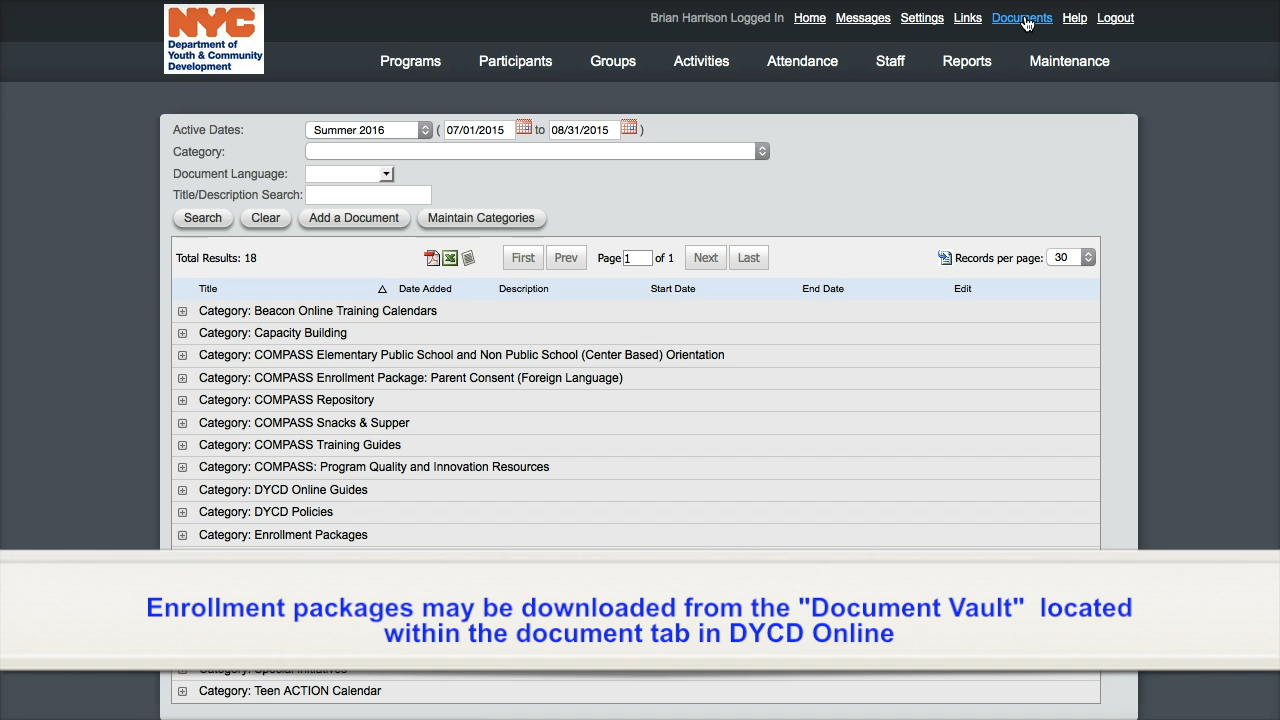 NYC
Department of
Youth & Community
Development
Brian Harrison Logged In Home Messages Settings Links Documents Help Logout
Programs Participants Groups Activities Attendance Staff Reports Maintenance
Active Dates: Summer 2016 ( 07/01/2015 to 08/31/2015 )
Category:
Document Language:
Title/Description Search:
Search Clear Add a Document Maintain Categories
Total Results: 18 First Prev Page 1 of 1 Next Last Records per page: 30
Title Date Added Description Start Date End Date Edit
Category: Beacon Online Training Calendars
Category: Capacity Building
Category: COMPASS Elementary Public School and Non Public School (Center Based) Orientation
Category: COMPASS Enrollment Package: Parent Consent (Foreign Language)
Category: COMPASS Repository
Category: COMPASS Snacks & Supper
Category: COMPASS Training Guides
Category: COMPASS: Program Quality and Innovation Resources
Category: DYCD Online Guides
Category: DYCD Policies
Category: Enrollment Packages
Enrollment packages may be downloaded from the "Document Vault" located
within the document tab in DYCD Online
Category: Special Initiatives
Category: Teen ACTION Calendar